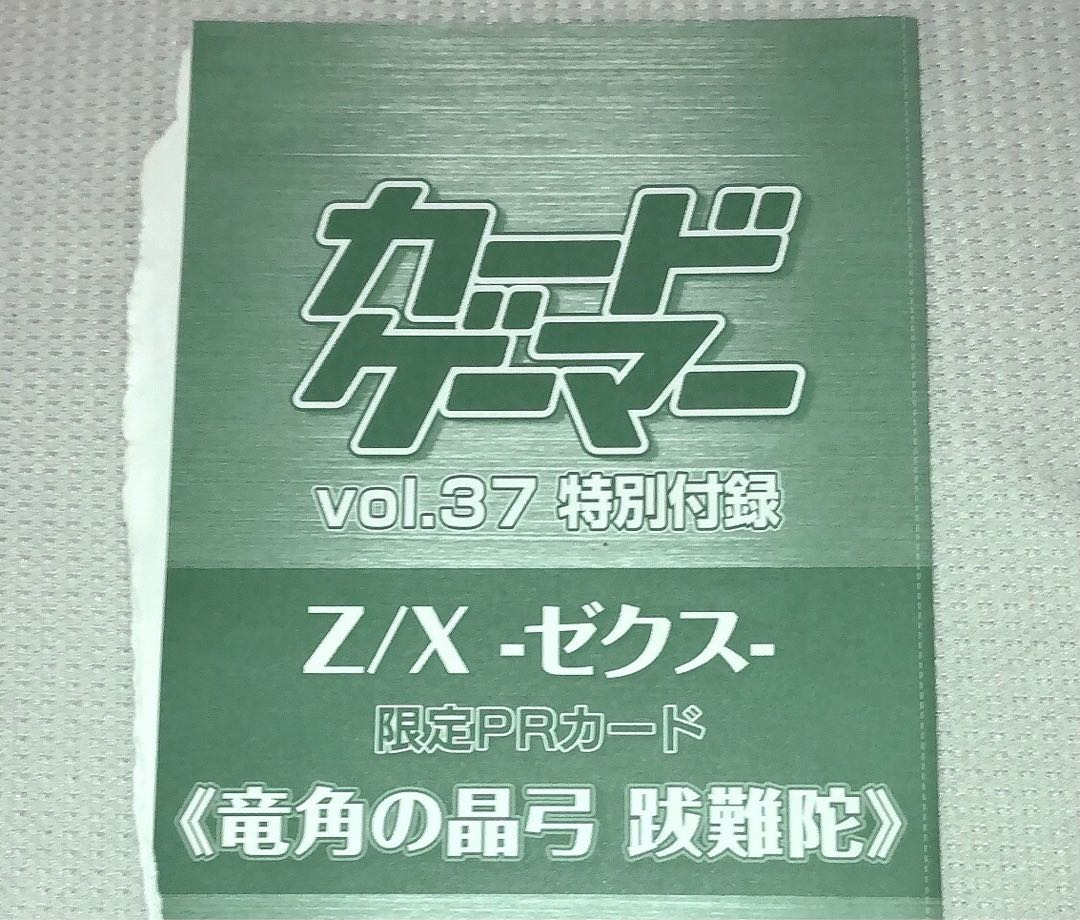 カード
ゲーマー
vol.37 特別付録
Z/X -ゼクス-
限定PRカード
《竜角の晶弓 跋難陀》